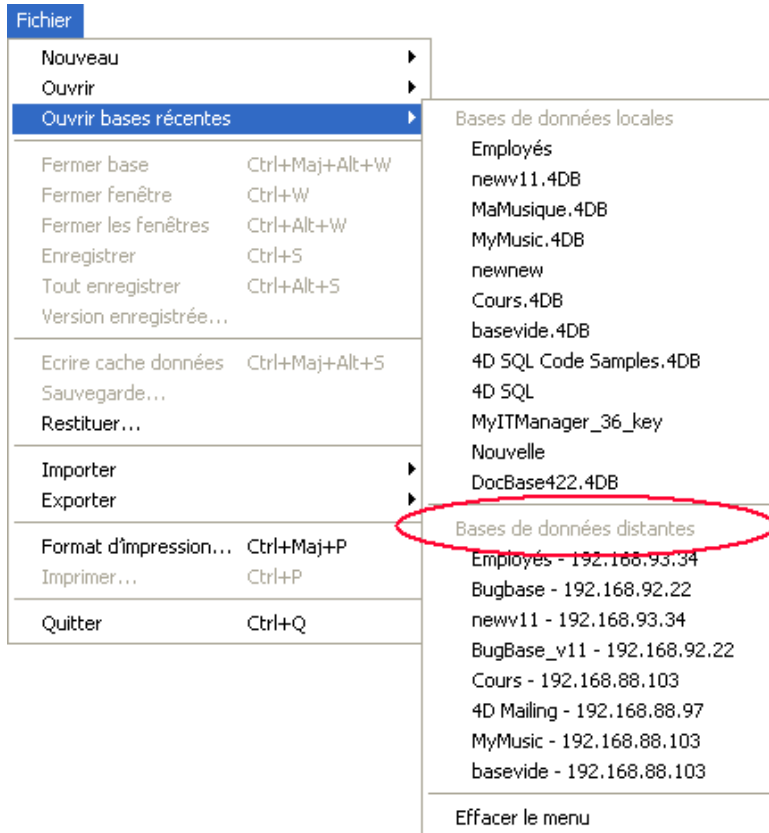 Fichier
Nouveau
Ouvrir
Ouvrir bases récentes
Fermer base Ctrl+Maj+Alt+W
Fermer fenêtre Ctrl+W
Fermer les fenêtres Ctrl+Alt+W
Enregistrer Ctrl+S
Tout enregistrer Ctrl+Alt+S
Version enregistrée...
Ecrire cache données Ctrl+Maj+Alt+S
Sauvegarde...
Restituer...
Importer
Exporter
Format d'impression... Ctrl+Maj+P
Imprimer... Ctrl+P
Quitter Ctrl+Q
Bases de données locales
Employés
newv11.4DB
MaMusique.4DB
MyMusic.4DB
newnew
Cours.4DB
basevide.4DB
4D SQL Code Samples.4DB
4D SQL
MyITManager_36_key
Nouvelle
DocBase422.4DB
Bases de données distantes
Employés - 192.168.93.34
Bugbase - 192.168.92.22
newv11 - 192.168.93.34
BugBase_v11 - 192.168.92.22
Cours - 192.168.88.103
4D Mailing - 192.168.88.97
MyMusic - 192.168.88.103
basevide - 192.168.88.103
Effacer le menu